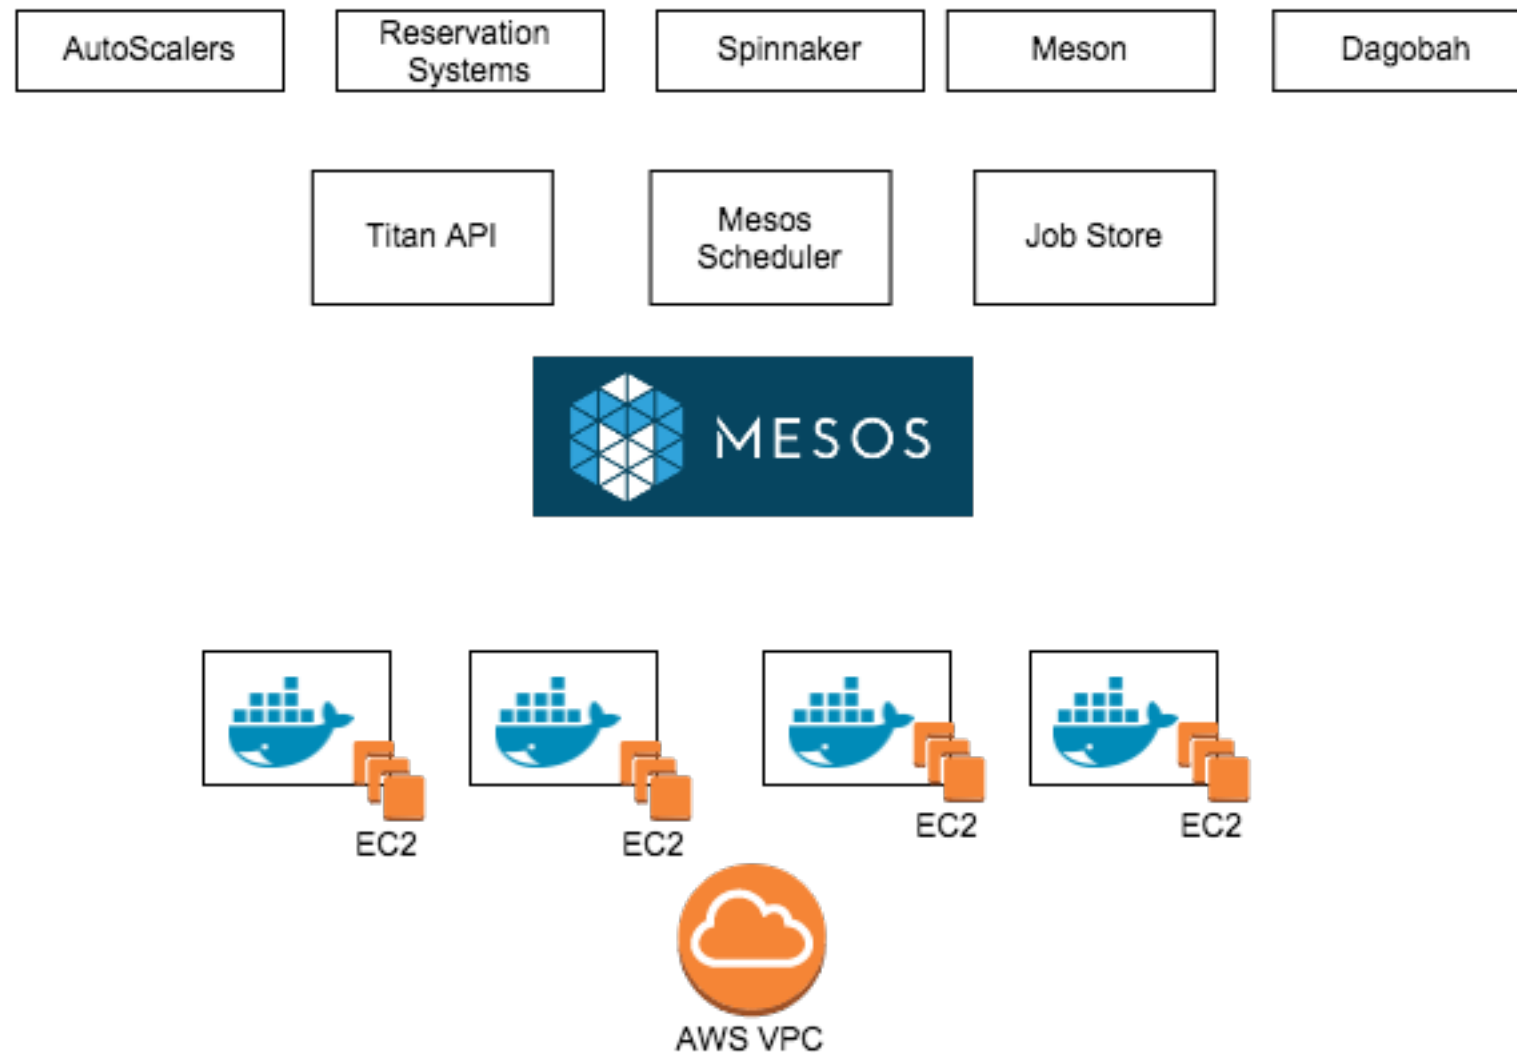 AutoScalers
Reservation
Systems
Spinnaker
Meson
Dagobah
Titan API
Mesos
Scheduler
Job Store
MESOS
EC2
EC2
EC2
EC2
AWS VPC